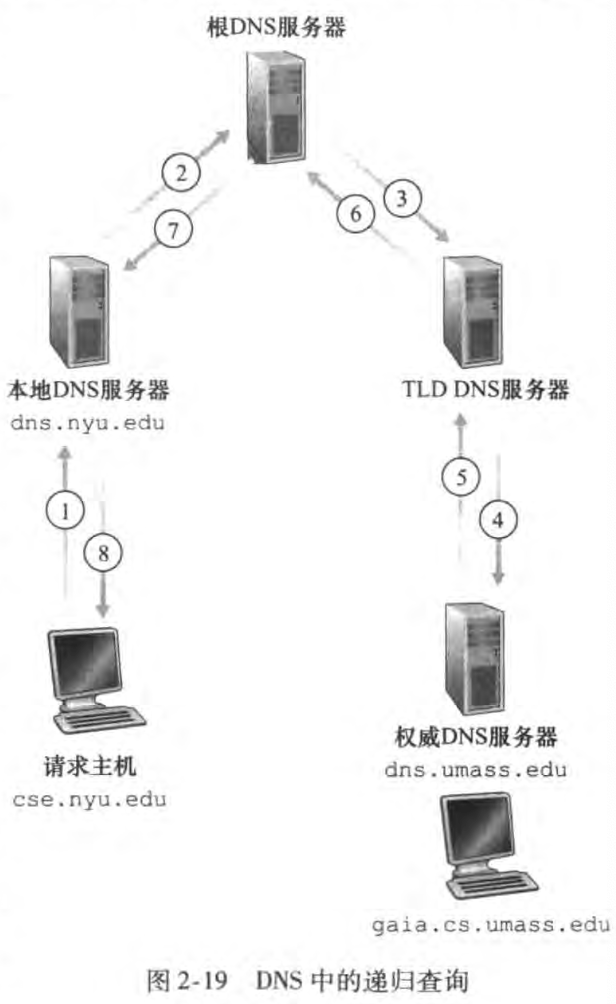 根DNS服务器
2
3
6
7
本地DNS服务器
dns.nyu.edu
TLD DNS服务器
1
5
4
8
请求主机
cse.nyu.edu
权威DNS服务器
dns.umass.edu
gaia.cs.umass.edu
图 2-19 DNS 中的递归查询